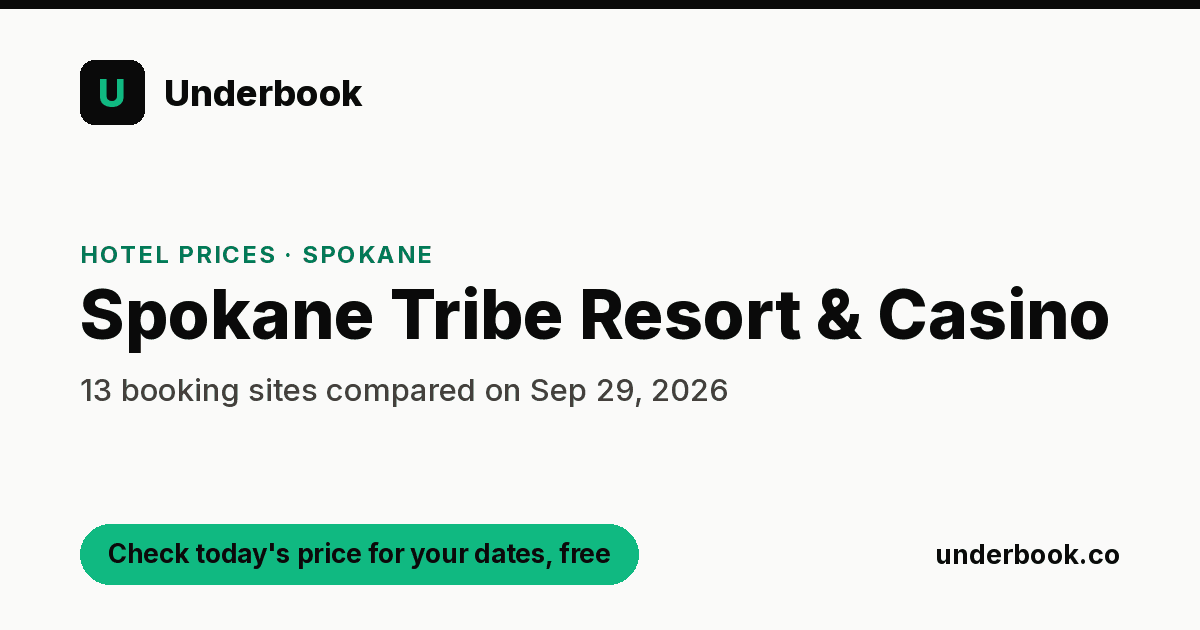 U Underbook
HOTEL PRICES · SPOKANE
Spokane Tribe Resort & Casino
13 booking sites compared on Sep 29, 2026
Check today's price for your dates, free
underbook.co